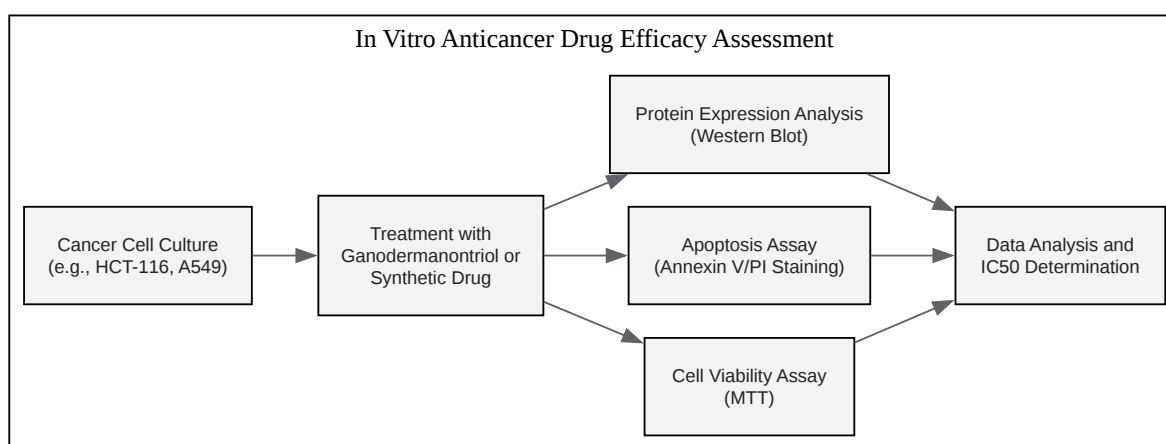 In Vitro Anticancer Drug Efficacy Assessment
Protein Expression Analysis
(Western Blot)
Cancer Cell Culture
(e.g., HCT-116, A549)
Treatment with
Ganodermanontriol or
Synthetic Drug
Apoptosis Assay
(Annexin V/PI Staining)
Data Analysis and
IC50 Determination
Cell Viability Assay
(MTT)